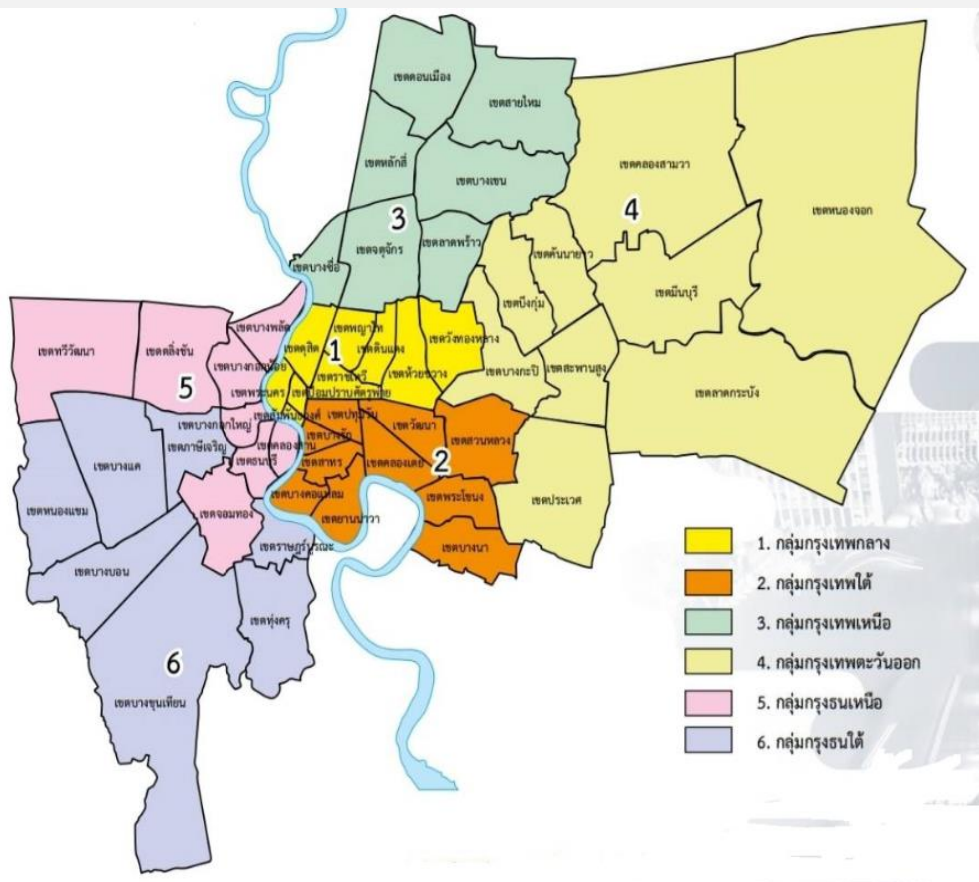 เขตดอนเมือง
เขตสายไหม
เขตหลักสี่
เขตบางเขน
เขตคลองสามวา
เขตหนองจอก
3
4
เขตจตุจักร
เขตลาดพร้าว
เขตคันนายาว
เขตบางซื่อ
เขตบึงกุ่ม
เขตมีนบุรี
เขตทวีวัฒนา
เขตตลิ่งชัน
เขตบางพลัด
เขตดุสิต
เขตพญาไท
เขตดินแดง
เขตวังทองหลาง
1
เขตบางกอกน้อย
เขตราชเทวี
เขตห้วยขวาง
เขตบางกะปิ
เขตสะพานสูง
5
เขตพระนคร
เขตป้อมปราบศัตรูพ่าย
เขตลาดกระบัง
เขตบางกอกใหญ่
เขตสัมพันธวงศ์
เขตปทุมวัน
เขตวัฒนา
เขตสวนหลวง
เขตภาษีเจริญ
เขตคลองสาน
เขตบางรัก
เขตบางแค
เขตธนบุรี
เขตสาทร
เขตคลองเตย
2
เขตหนองแขม
เขตจอมทอง
เขตบางคอแหลม
เขตพระโขนง
เขตประเวศ
เขตยานนาวา
เขตราษฎร์บูรณะ
เขตบางนา
เขตบางบอน
เขตทุ่งครุ
6
เขตบางขุนเทียน
1. กลุ่มกรุงเทพกลาง
2. กลุ่มกรุงเทพใต้
3. กลุ่มกรุงเทพเหนือ
4. กลุ่มกรุงเทพตะวันออก
5. กลุ่มกรุงธนเหนือ
6. กลุ่มกรุงธนใต้